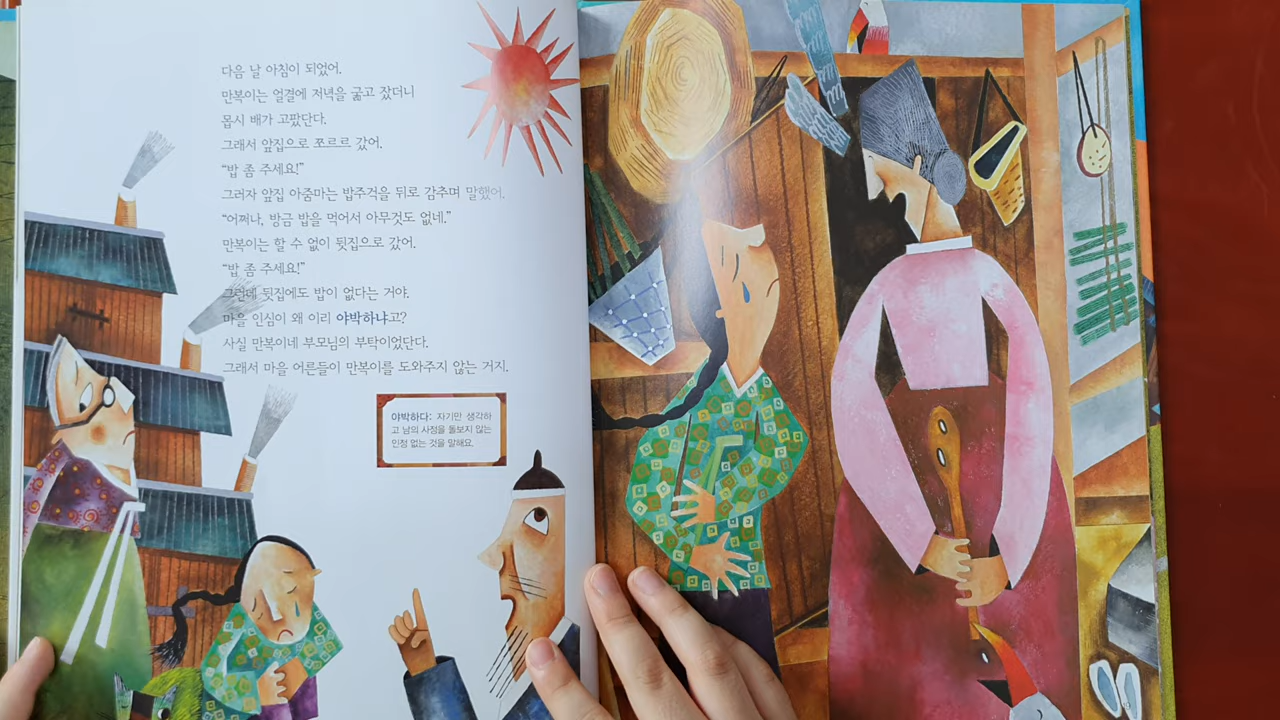 다음 날 아침이 되었어.
만복이는 얼결에 저녁을 굶고 잤더니
몹시 배가 고팠단다.
그래서 앞집으로 쪼르르 갔어.
“밥 좀 주세요!”
그러자 앞집 아줌마는 밥주걱을 뒤로 감추며 말했어.
“어쩌나, 방금 밥을 먹어서 아무것도 없네.”
만복이는 할 수 없이 뒷집으로 갔어.
“밥 좀 주세요!”
그런데 뒷집에도 밥이 없다는 거야.
마을 인심이 왜 이리 야박하냐고?
사실 만복이네 부모님의 부탁이었단다.
그래서 마을 어른들이 만복이를 도와주지 않는 거지.
야박하다: 자기만 생각하
고 남의 사정을 돌보지 않는
인정 없는 것을 말해요.